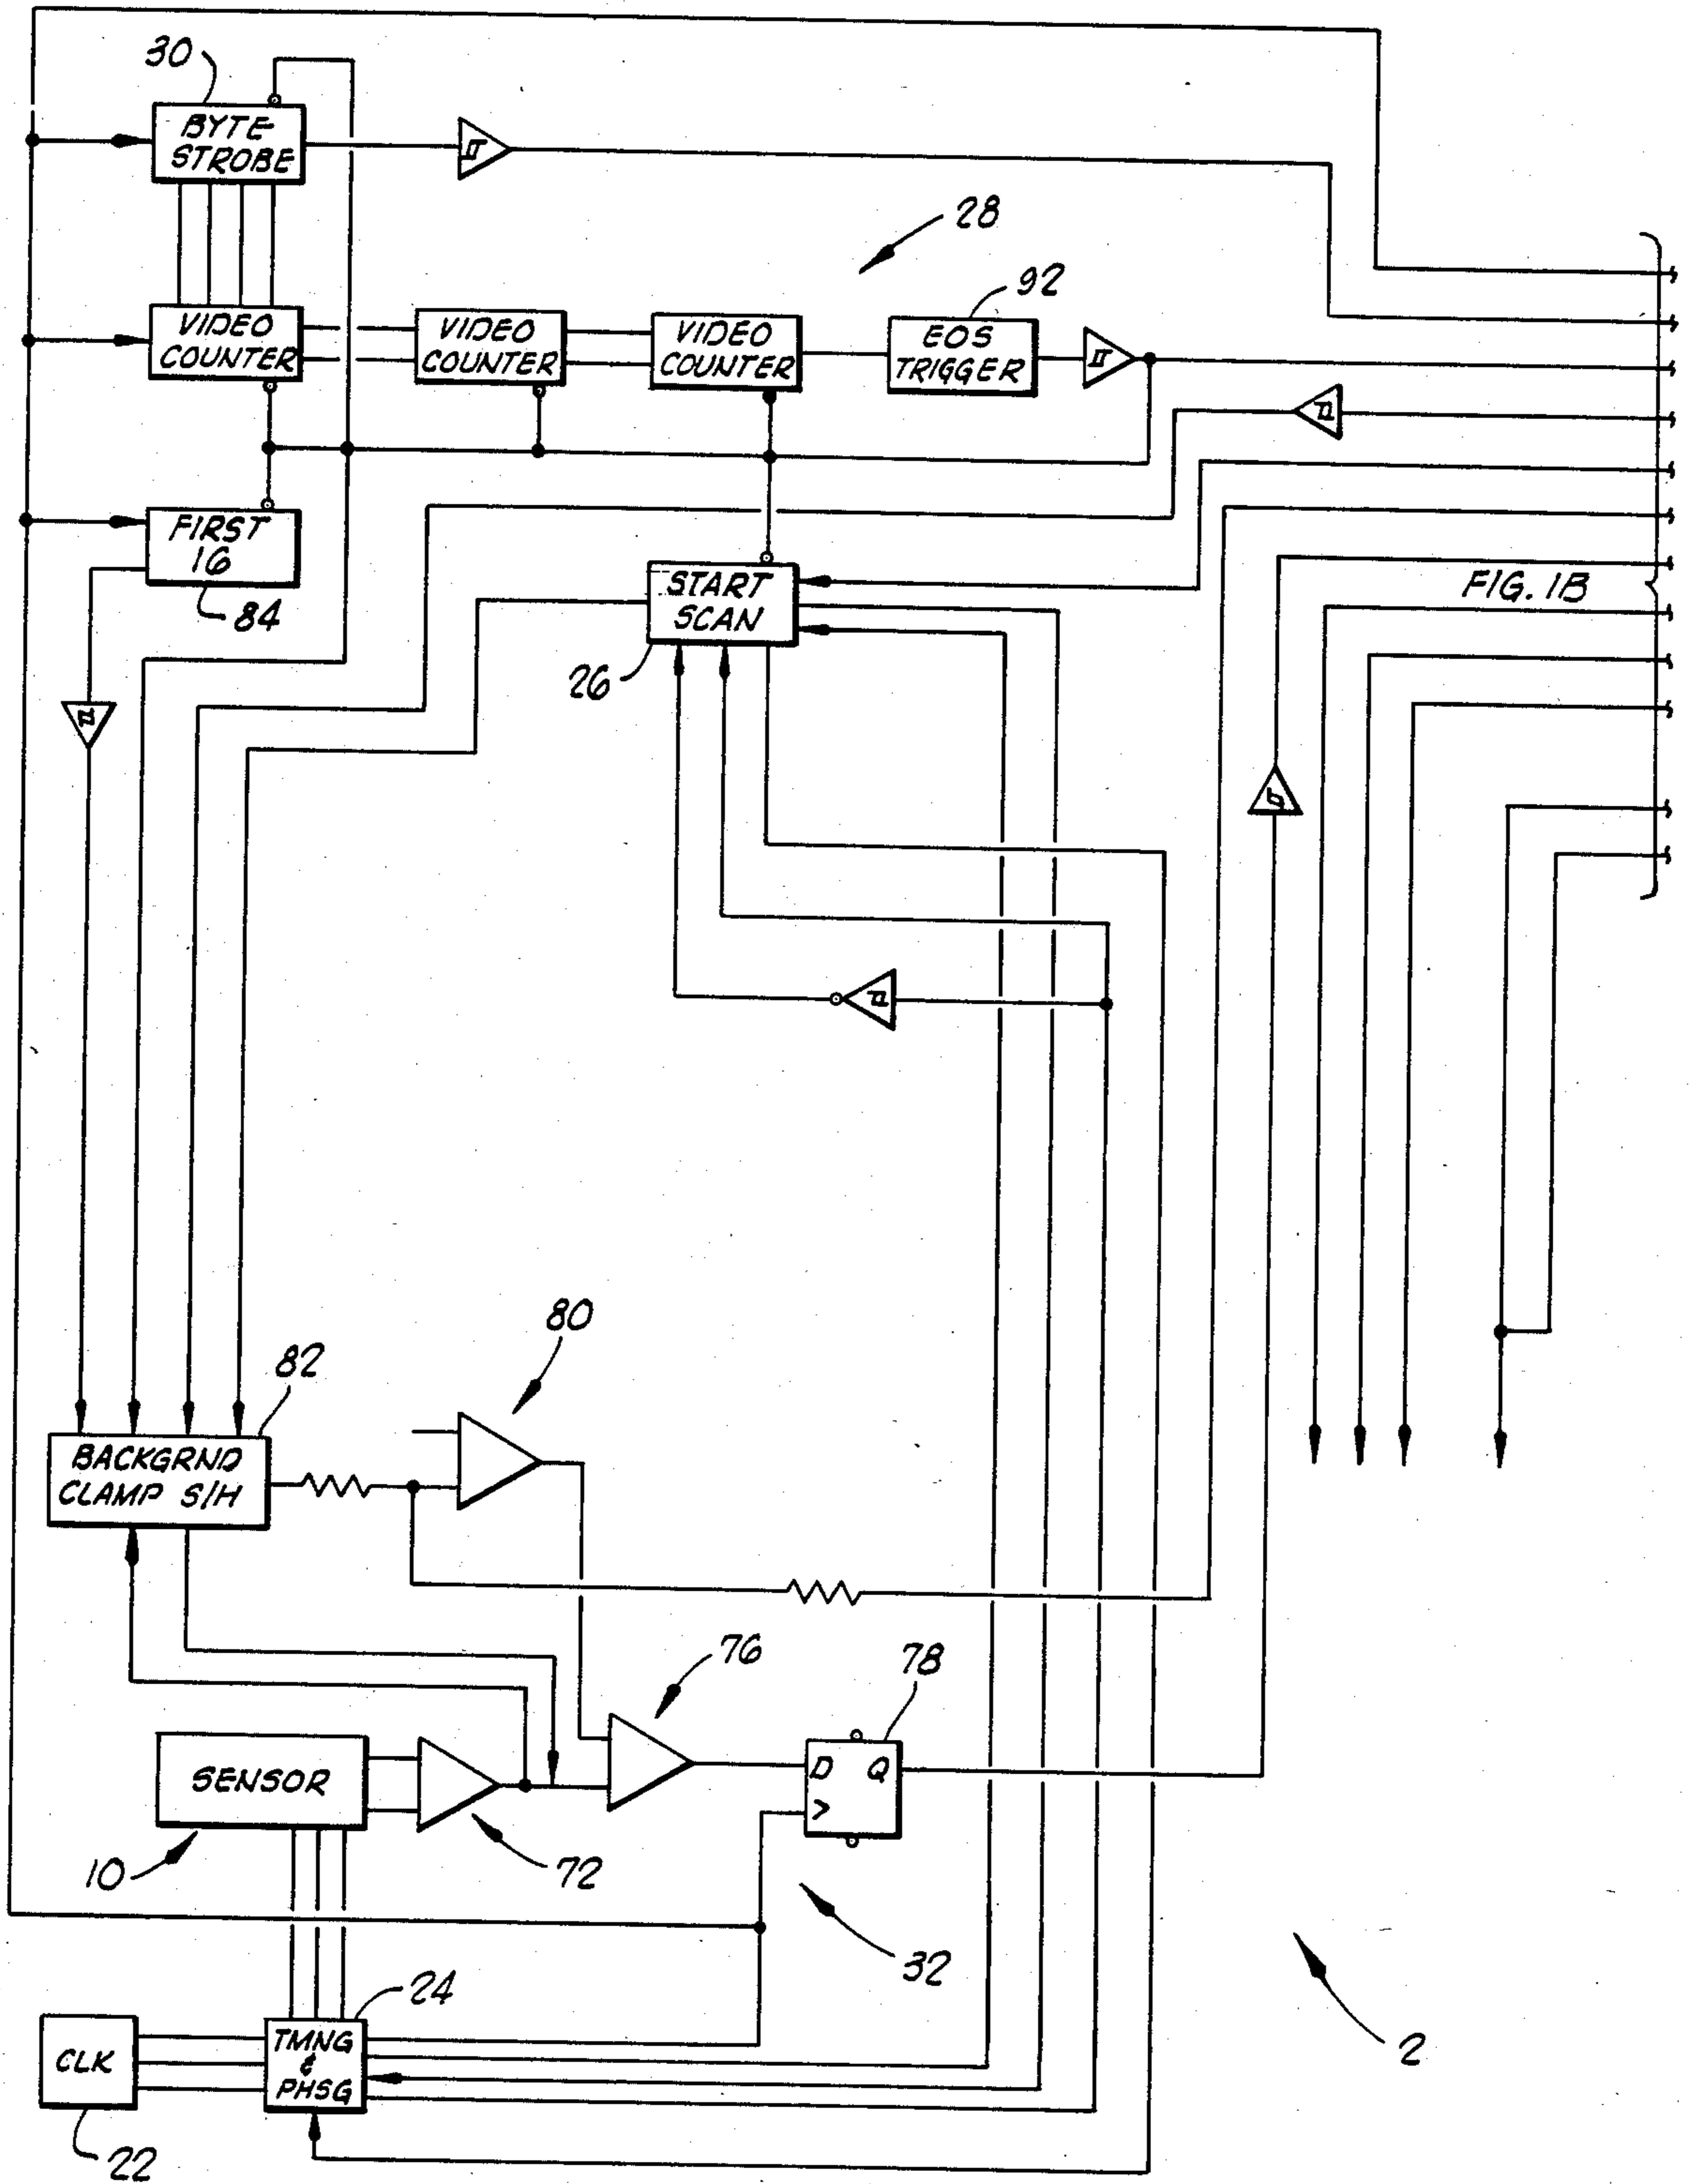 30
BYTE
STROBE
28
92
VIDEO
COUNTER
VIDEO
COUNTER
VIDEO
COUNTER
EOS
TRIGGER
FIRST
16
84
START
SCAN
26
FIG. 1B
80
82
BACKGRND
CLAMP S/H
76
78
SENSOR
D Q
>
10
72
32
24
CLK
TMNG
&
PHSG
22
2